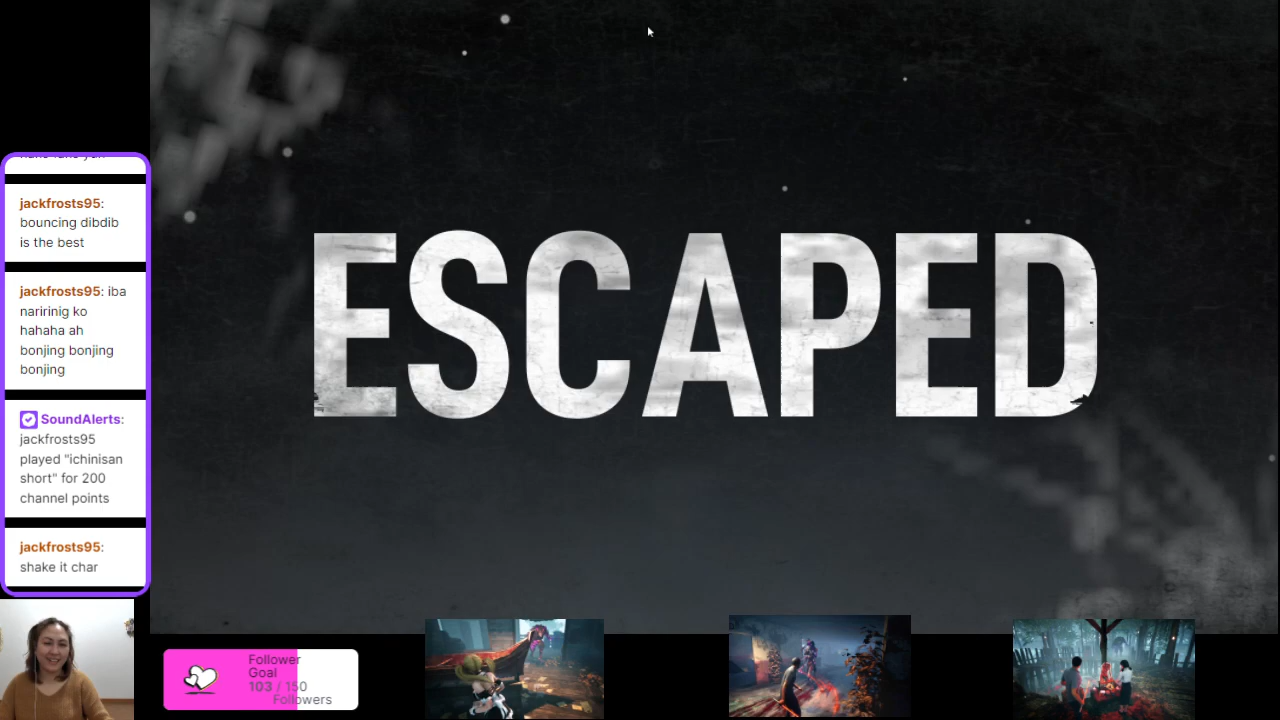 ESCAPED
jackfrosts95:
bouncing dibdib
is the best
jackfrosts95: iba
naririnig ko
hahaha ah
bonjing bonjing
bonjing
SoundAlerts:
jackfrosts95
played "ichinisan
short" for 200
channel points
jackfrosts95:
shake it char
Follower
Goal
103 / 150
Followers